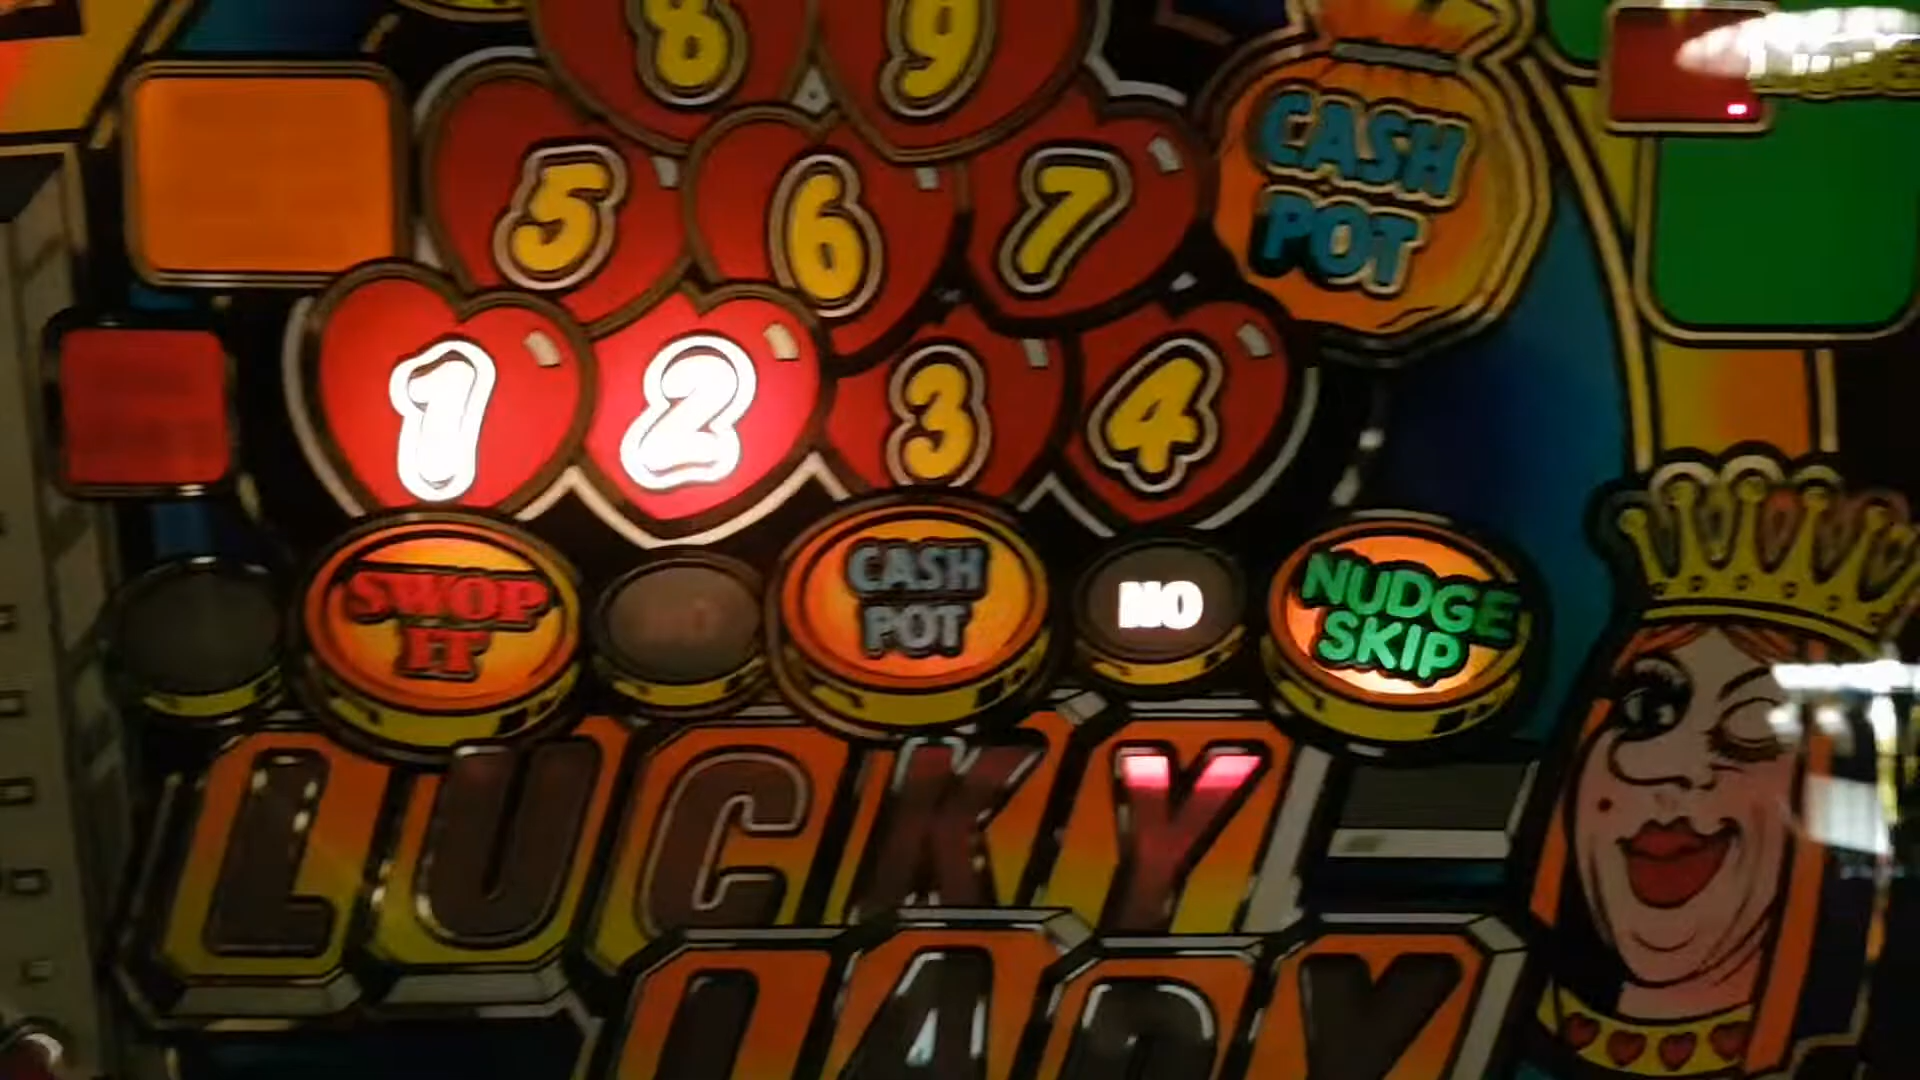 8 9
5 6 7
CASH
POT
1 2 3 4
SWOP
IT
CASH
POT
NO
NUDGE
SKIP
LUCKY
LADY